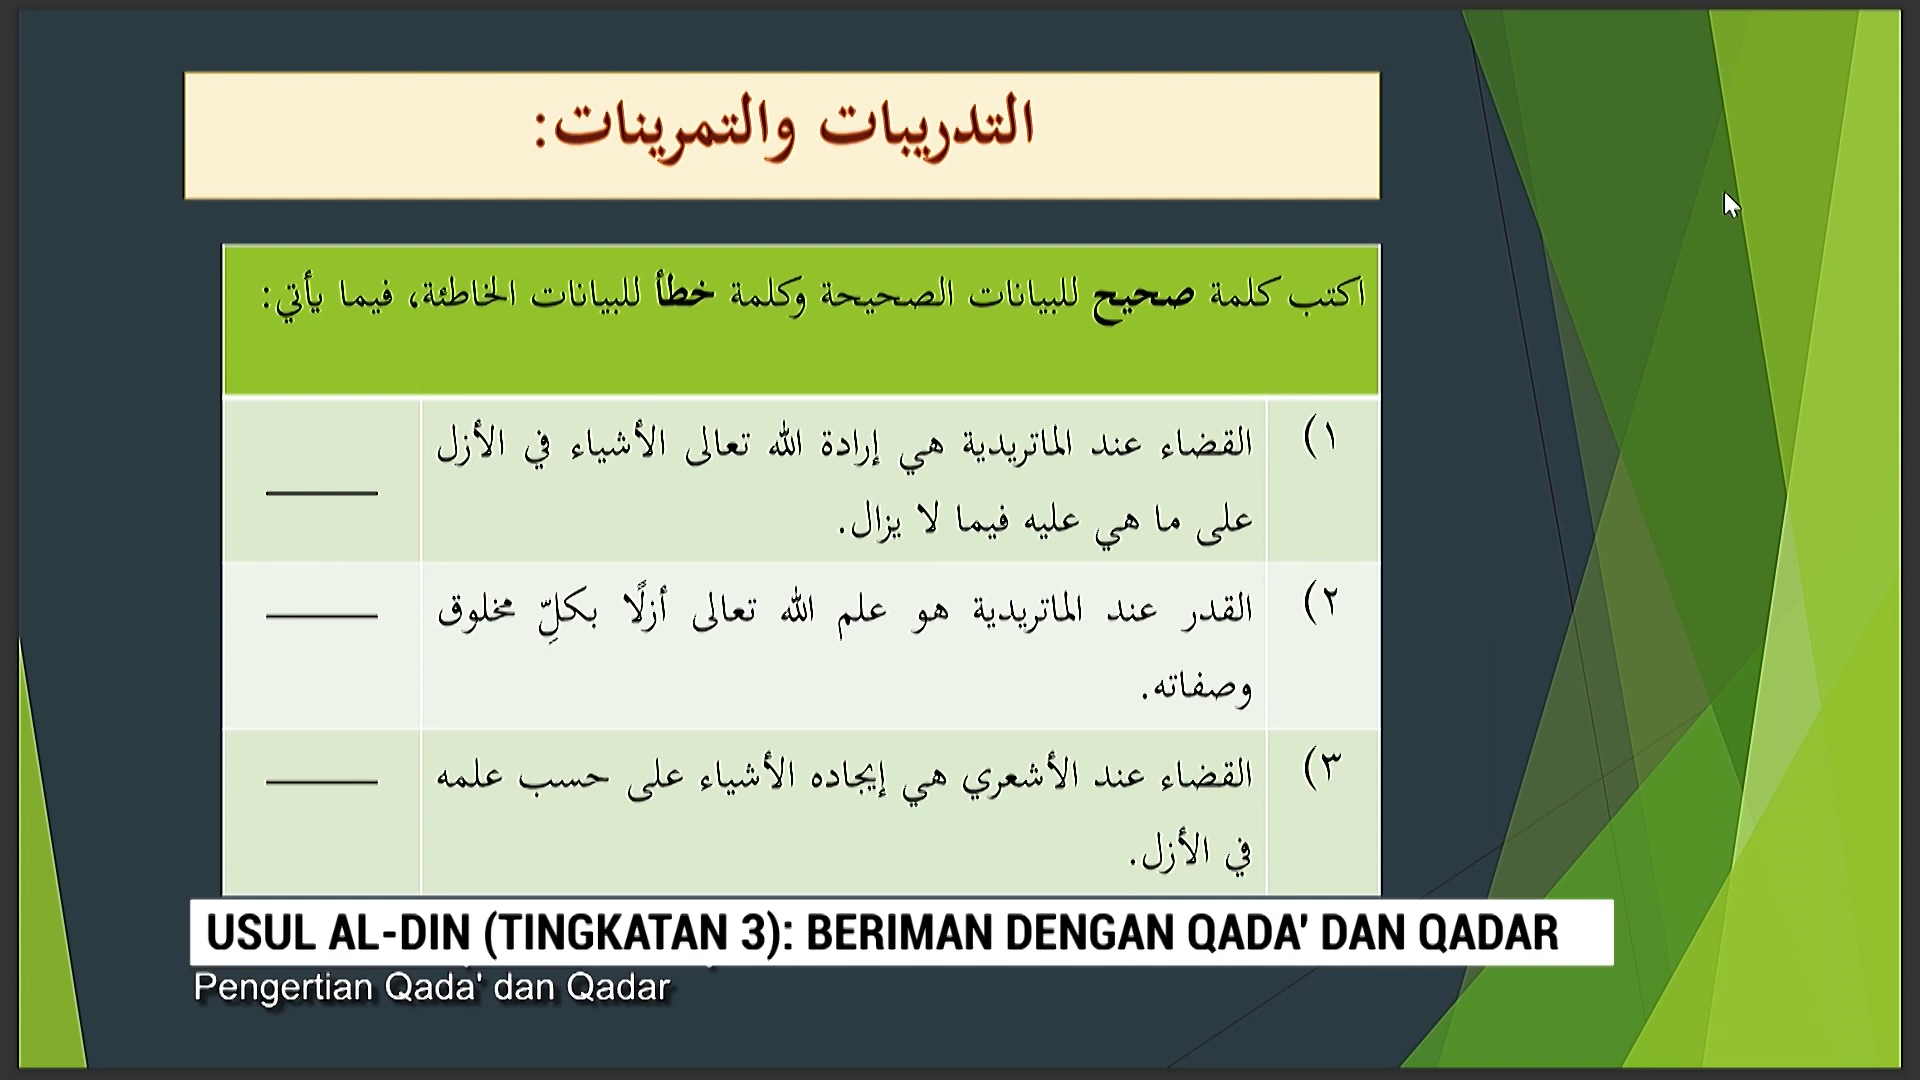 التدريبات والتمرينات:
اكتب كلمة صحيح للبيانات الصحيحة وكلمة خطأ للبيانات الخاطئة، فيما يأتي:
١) القضاء عند الماتريدية هي إرادة الله تعالى الأشياء في الأزل
على ما هي عليه فيما لا يزال.
٢) القدر عند الماتريدية هو علم الله تعالى أزلًا بكلِّ مخلوق
وصفاته.
٣) القضاء عند الأشعري هي إيجاده الأشياء على حسب علمه
في الأزل.
USUL AL-DIN (TINGKATAN 3): BERIMAN DENGAN QADA' DAN QADAR
Pengertian Qada' dan Qadar